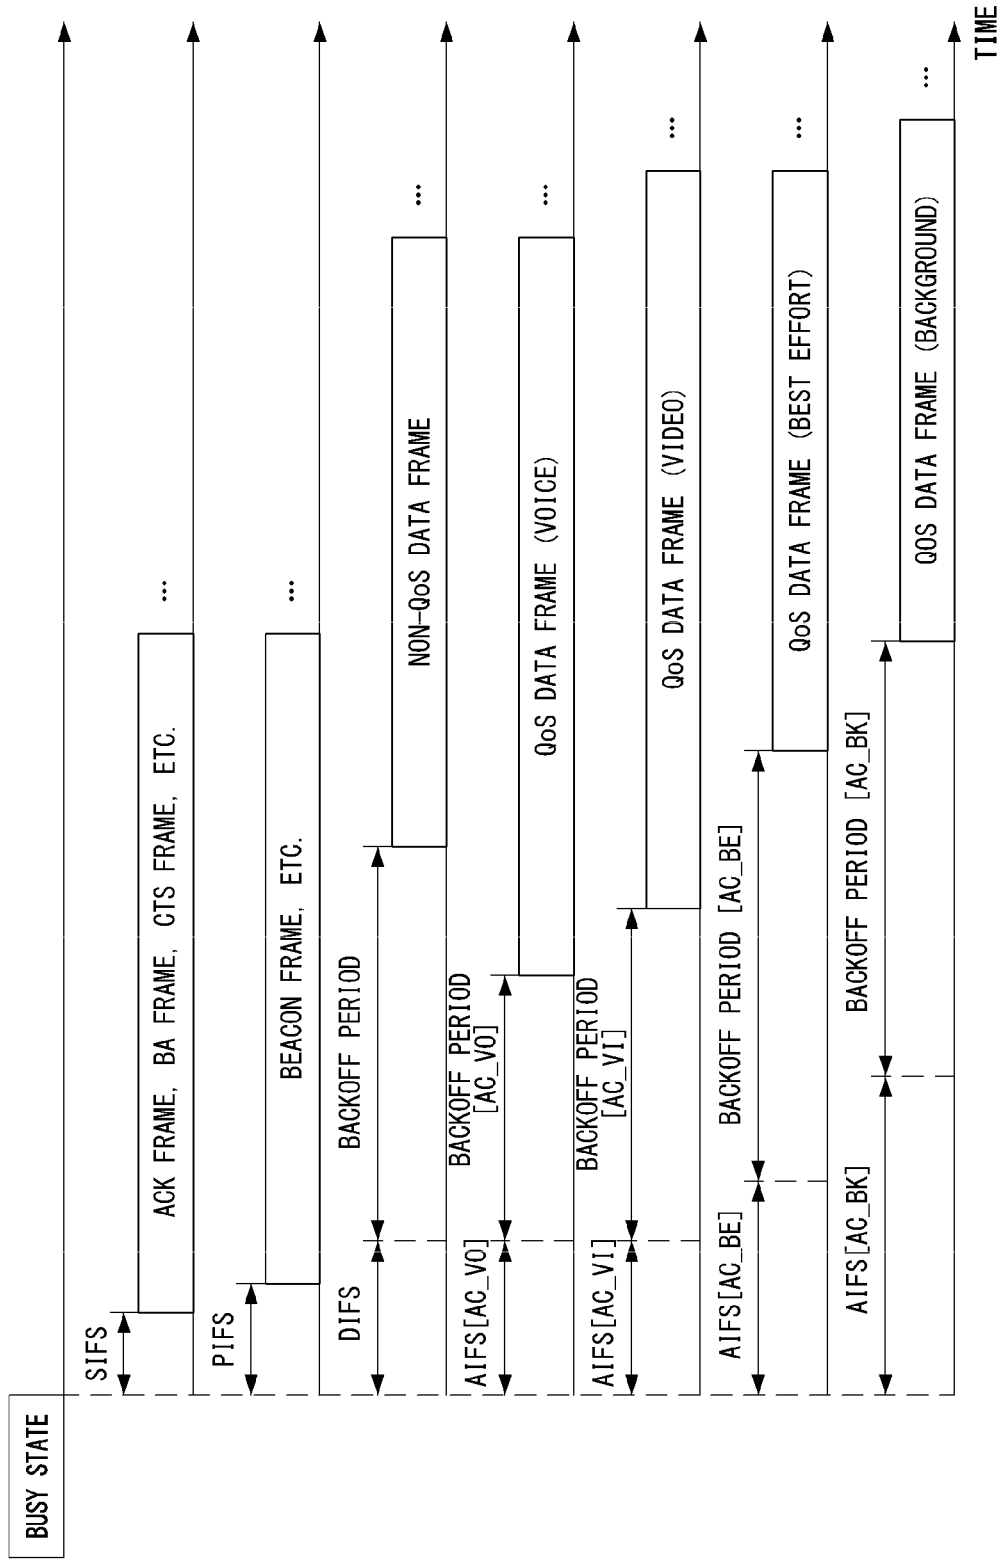 BUSY STATE
SIFS
ACK FRAME, BA FRAME, CTS FRAME, ETC.
...
PIFS
BEACON FRAME, ETC.
...
DIFS
BACKOFF PERIOD
NON-QoS DATA FRAME
...
AIFS[AC_VO]
BACKOFF PERIOD
[AC_VO]
QoS DATA FRAME (VOICE)
...
AIFS[AC_VI]
BACKOFF PERIOD
[AC_VI]
QoS DATA FRAME (VIDEO)
...
AIFS[AC_BE]
BACKOFF PERIOD [AC_BE]
QoS DATA FRAME (BEST EFFORT)
...
AIFS[AC_BK]
BACKOFF PERIOD [AC_BK]
QOS DATA FRAME (BACKGROUND)
...
TIME